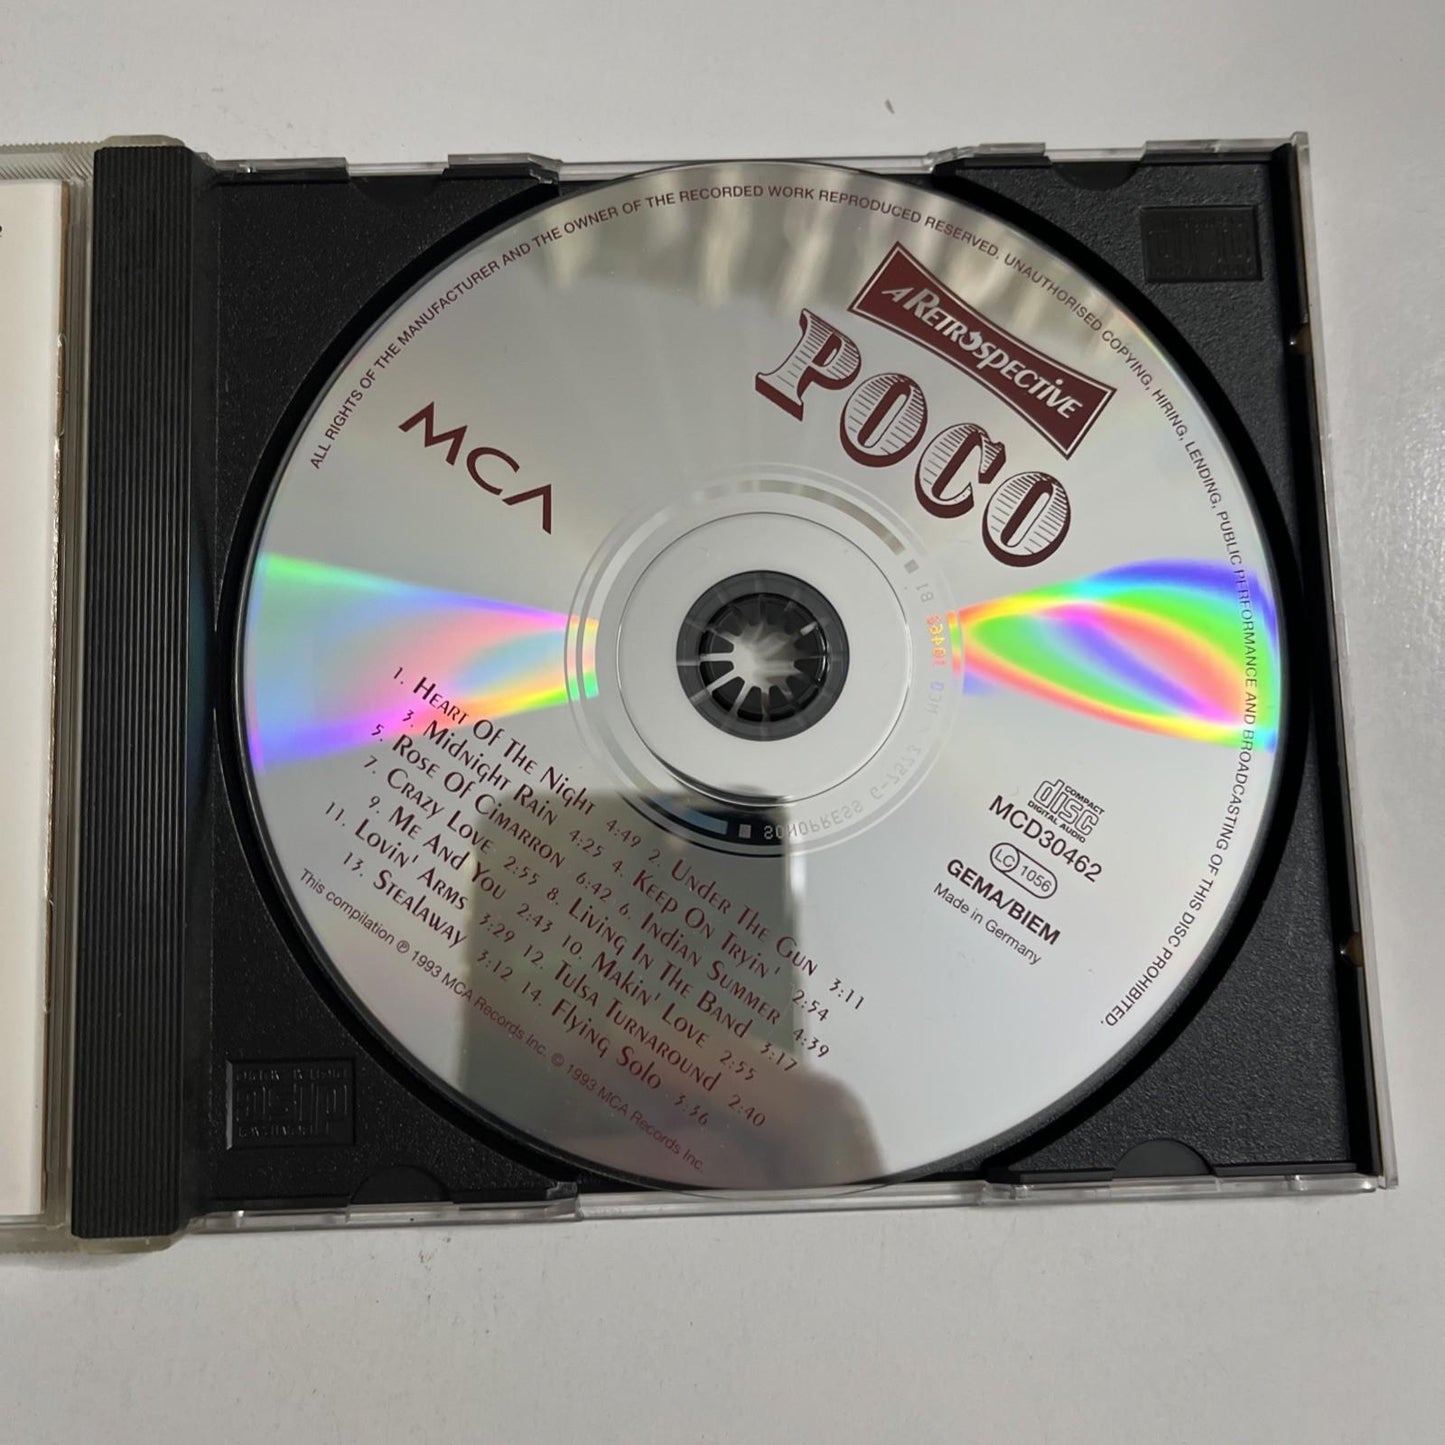 ALL RIGHTS OF THE MANUFACTURER AND THE OWNER OF THE RECORDED WORK REPRODUCED RESERVED. UNAUTHORISED COPYING, HIRING, LENDING, PUBLIC PERFORMANCE AND BROADCASTING OF THIS DISC PROHIBITED.
A RETROSPECTIVE
POCO
MCA
COMPACT
disc
DIGITAL AUDIO
MCD30462
LC 1056
GEMA/BIEM
Made in Germany
1. HEART OF THE NIGHT 4:49 2. UNDER THE GUN 3:11
3. MIDNIGHT RAIN 4:25 4. KEEP ON TRYIN' 2:54
5. ROSE OF CIMARRON 6:42 6. INDIAN SUMMER 4:39
7. CRAZY LOVE 2:55 8. LIVING IN THE BAND 3:17
9. ME AND YOU 2:43 10. MAKIN' LOVE 2:55
11. LOVIN' ARMS 3:29 12. TULSA TURNAROUND 2:40
13. STEALAWAY 3:12 14. FLYING SOLO 3:36
This compilation ℗ 1993 MCA Records Inc. © 1993 MCA Records Inc.
SONOPRESS G-7573 / MCD